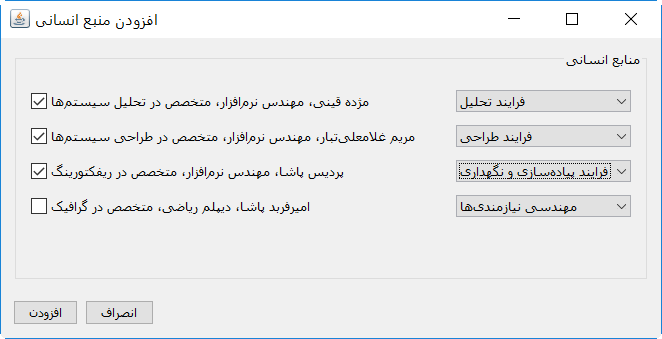 افزودن منبع انسانی
منابع انسانی
مژده قینی، مهندس نرم‌افزار، متخصص در تحلیل سیستم‌ها
فرایند تحلیل
مریم غلامعلی‌تبار، مهندس نرم‌افزار، متخصص در طراحی سیستم‌ها
فرایند طراحی
پردیس پاشا، مهندس نرم‌افزار، متخصص در ریفکتورینگ
فرایند پیاده‌سازی و نگهداری
امیرفربد پاشا، دیپلم ریاضی، متخصص در گرافیک
مهندسی نیازمندی‌ها
انصراف
افزودن